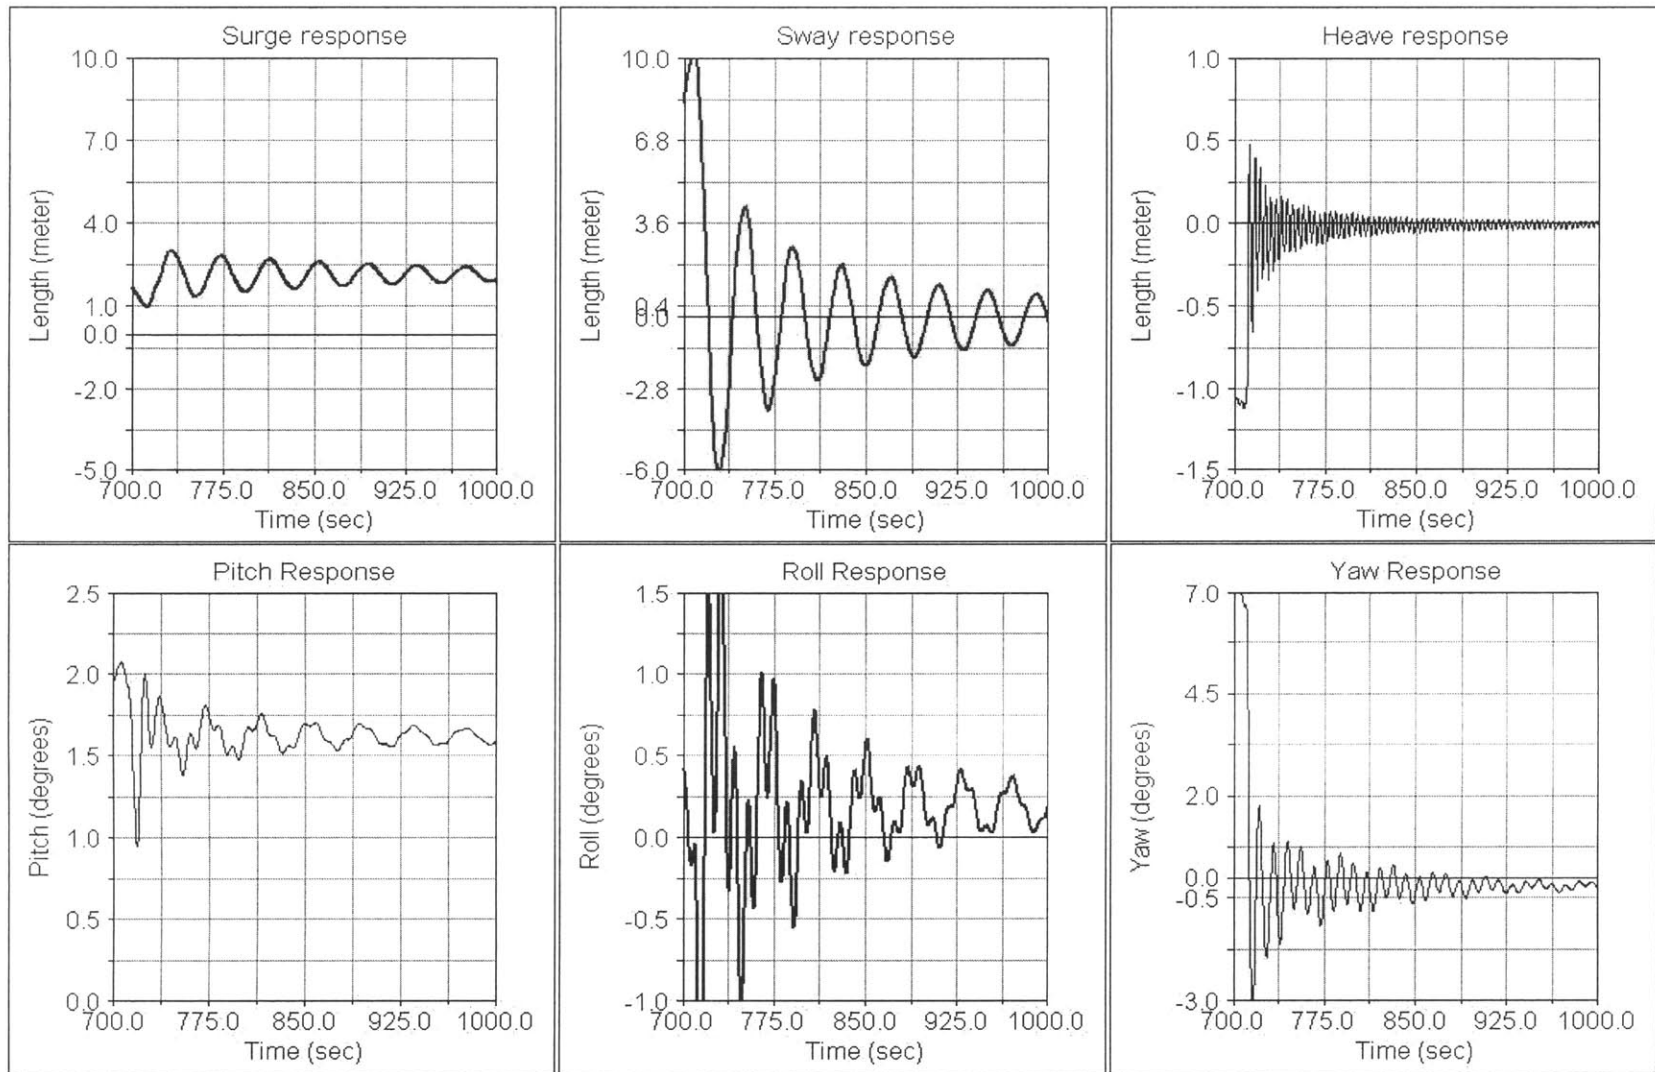 Surge response
10.0
7.0
4.0
1.0
0.0
-2.0
-5.0
Length (meter)
700.0 775.0 850.0 925.0 1000.0
Time (sec)
Sway response
10.0
6.8
3.6
0.4
0.0
-2.8
-6.0
Length (meter)
700.0 775.0 850.0 925.0 1000.0
Time (sec)
Heave response
1.0
0.5
0.0
-0.5
-1.0
-1.5
Length (meter)
700.0 775.0 850.0 925.0 1000.0
Time (sec)
Pitch Response
2.5
2.0
1.5
1.0
0.5
0.0
Pitch (degrees)
700.0 775.0 850.0 925.0 1000.0
Time (sec)
Roll Response
1.5
1.0
0.5
0.0
-0.5
-1.0
Roll (degrees)
700.0 775.0 850.0 925.0 1000.0
Time (sec)
Yaw Response
7.0
4.5
2.0
0.0
-0.5
-3.0
Yaw (degrees)
700.0 775.0 850.0 925.0 1000.0
Time (sec)